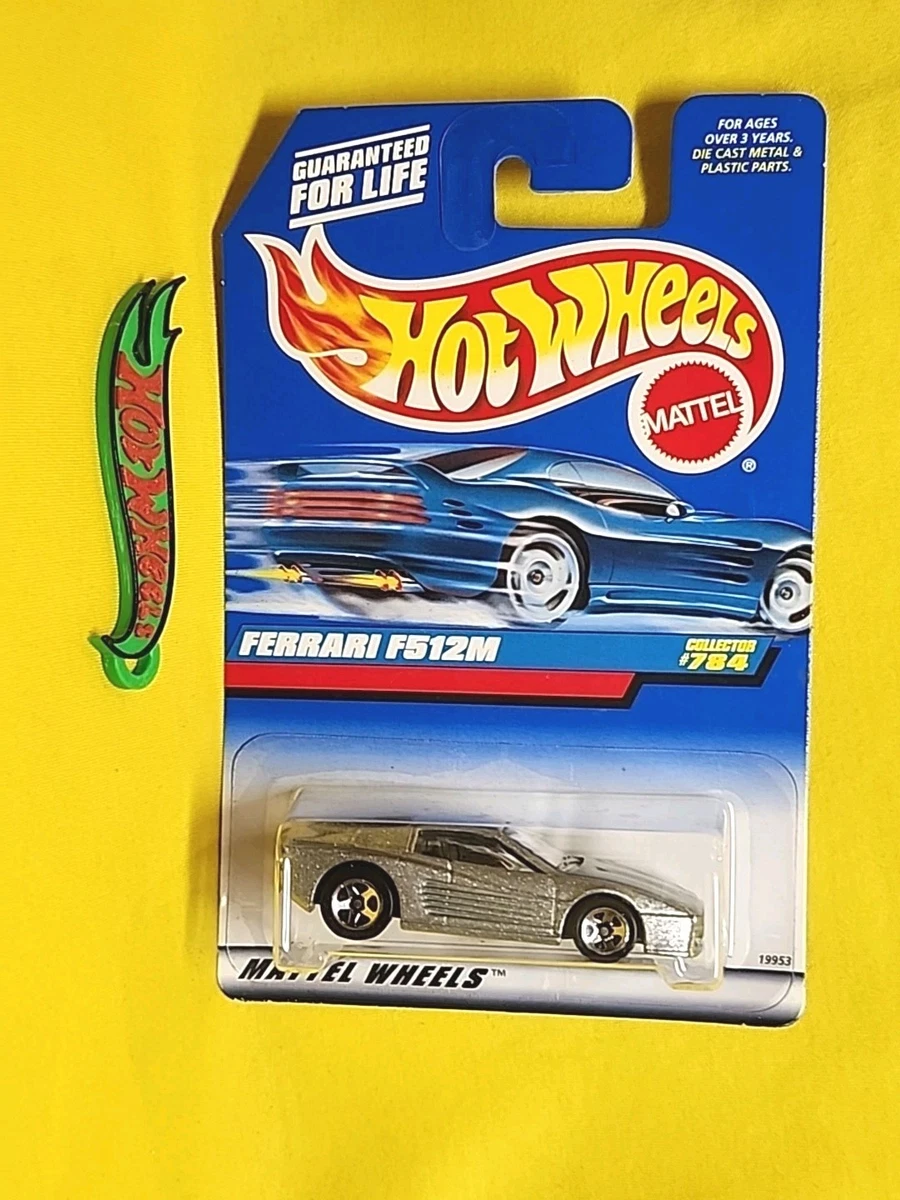 GUARANTEED
FOR LIFE
FOR AGES
OVER 3 YEARS.
DIE CAST METAL &
PLASTIC PARTS.
HOT WHEELS
MATTEL
®
HOT WHEELS
FERRARI F512M
COLLECTOR
#784
19953
MATTEL WHEELS™